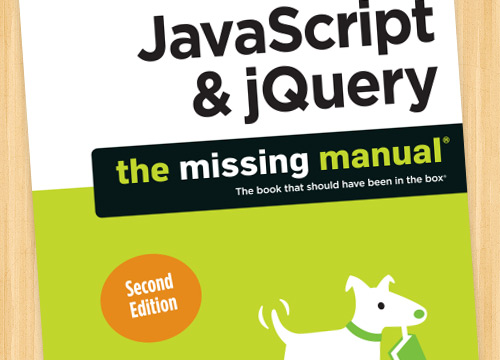 JavaScript
& jQuery
the missing manual®
The book that should have been in the box®
Second
Edition